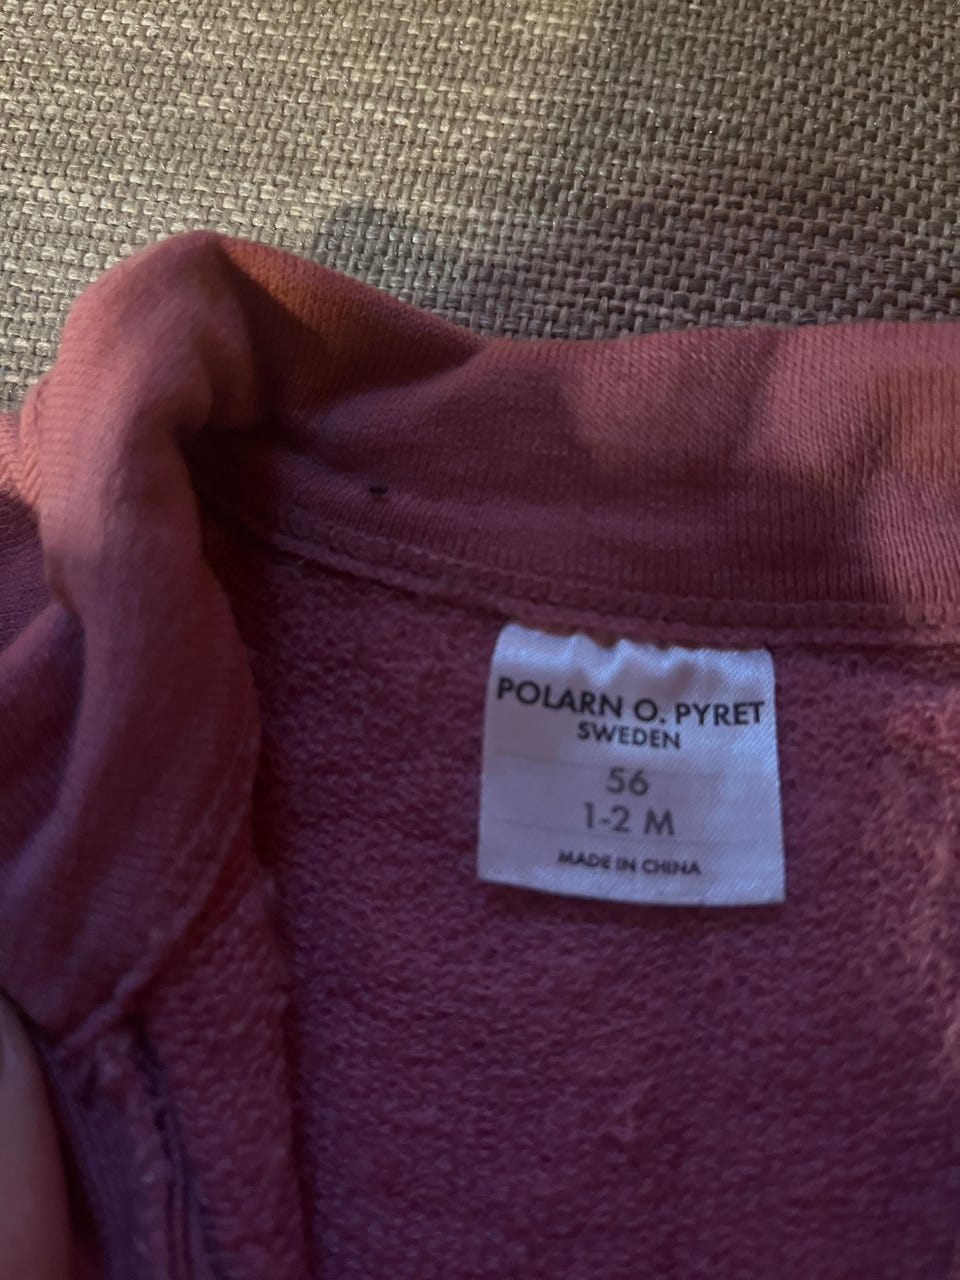 POLARN O. PYRET
SWEDEN
56
1-2 M
MADE IN CHINA